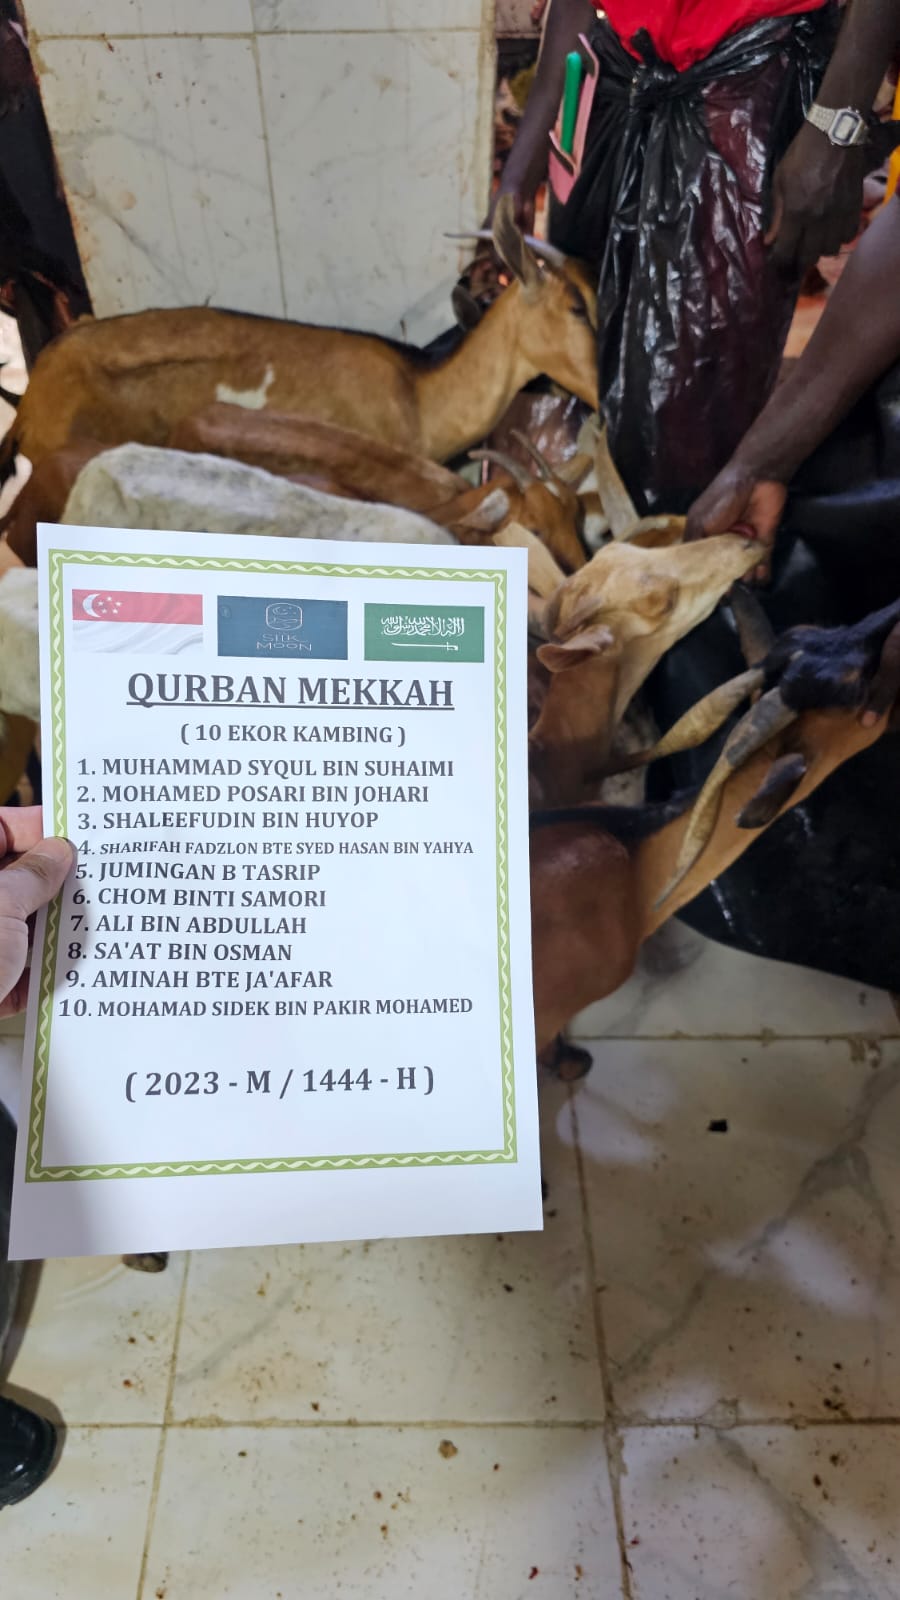 SILK
MOON
لا إله إلا الله محمد رسول الله
QURBAN MEKKAH
( 10 EKOR KAMBING )
1. MUHAMMAD SYQUL BIN SUHAIMI
2. MOHAMED POSARI BIN JOHARI
3. SHALEEFUDIN BIN HUYOP
4. SHARIFAH FADZLON BTE SYED HASAN BIN YAHYA
5. JUMINGAN B TASRIP
6. CHOM BINTI SAMORI
7. ALI BIN ABDULLAH
8. SA'AT BIN OSMAN
9. AMINAH BTE JA'AFAR
10. MOHAMAD SIDEK BIN PAKIR MOHAMED
( 2023 - M / 1444 - H )